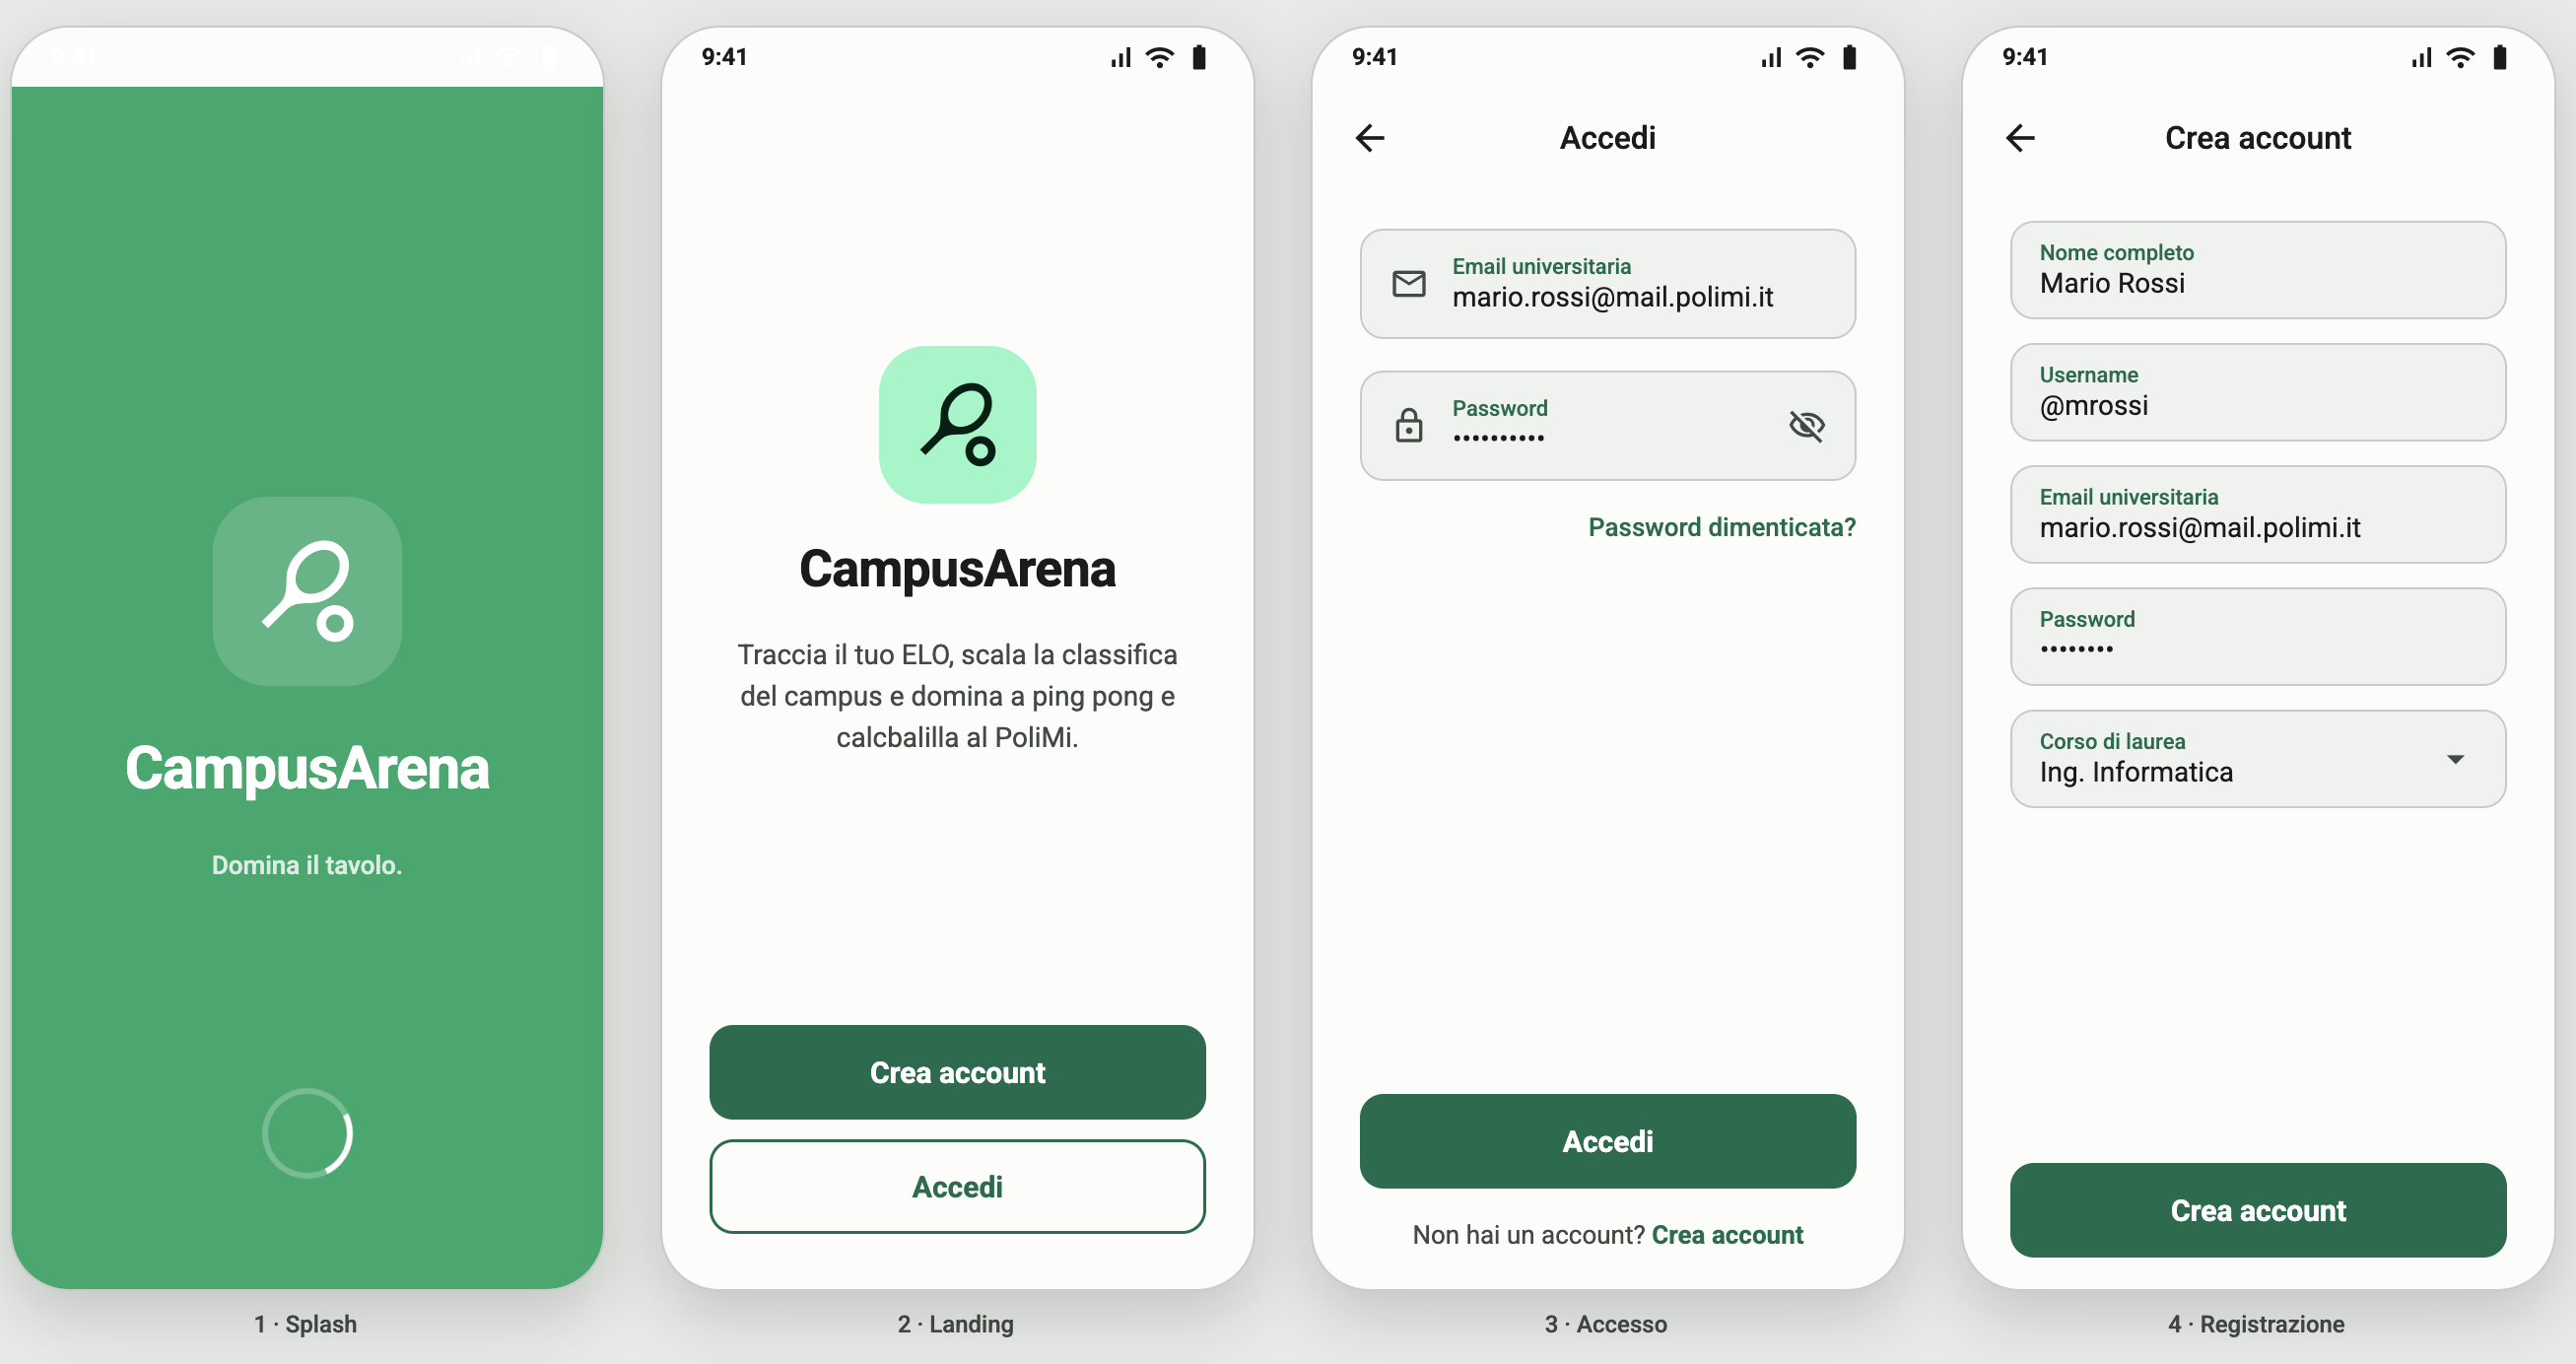 9:41
CampusArena
Domina il tavolo.
1 · Splash
9:41
CampusArena
Traccia il tuo ELO, scala la classifica
del campus e domina a ping pong e
calcbalilla al PoliMi.
Crea account
Accedi
2 · Landing
9:41
Accedi
Email universitaria
mario.rossi@mail.polimi.it
Password
••••••••••
Password dimenticata?
Accedi
Non hai un account? Crea account
3 · Accesso
9:41
Crea account
Nome completo
Mario Rossi
Username
@mrossi
Email universitaria
mario.rossi@mail.polimi.it
Password
••••••••
Corso di laurea
Ing. Informatica
Crea account
4 · Registrazione